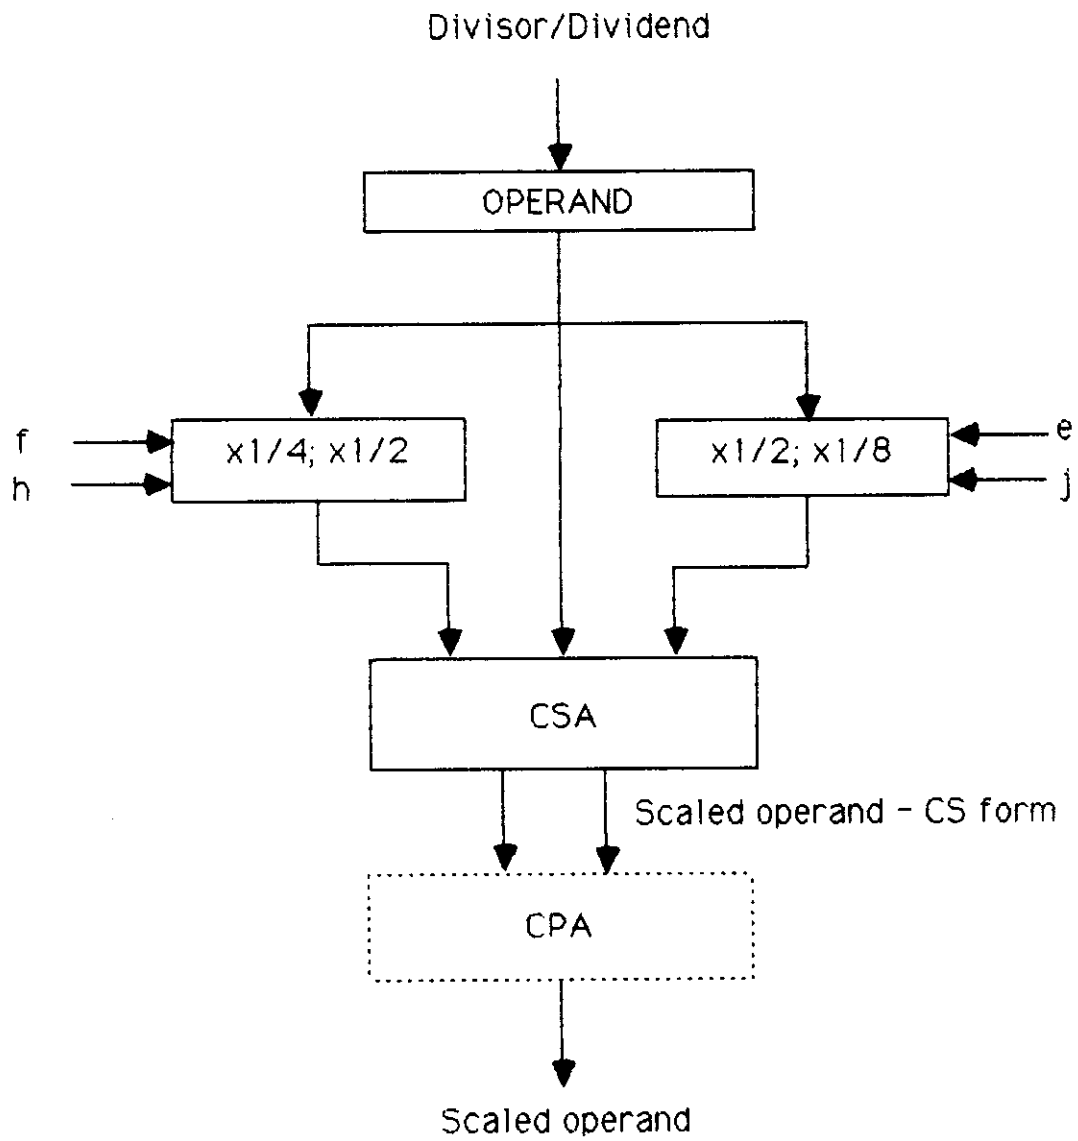 Divisor/Dividend
OPERAND
f
h
x1/4; x1/2
x1/2; x1/8
e
j
CSA
Scaled operand - CS form
CPA
Scaled operand